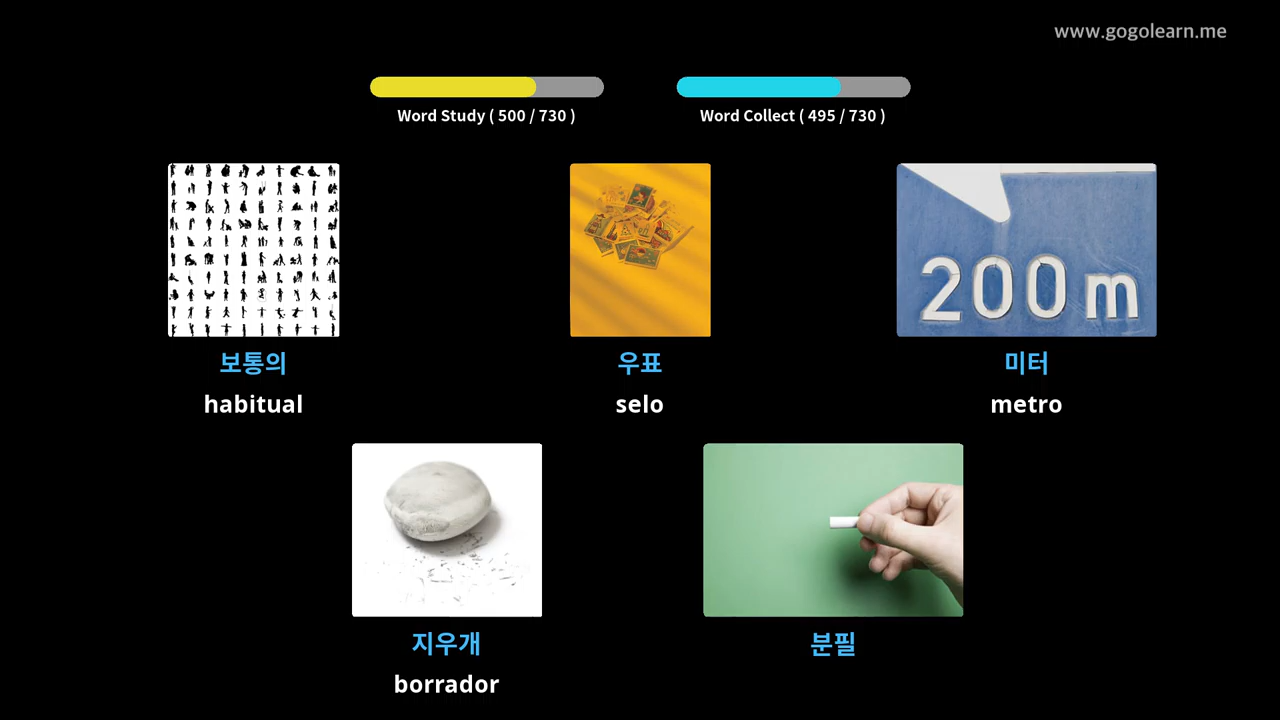 www.gogolearn.me
Word Study ( 500 / 730 )
Word Collect ( 495 / 730 )
200 m
보통의
habitual
우표
selo
미터
metro
지우개
borrador
분필